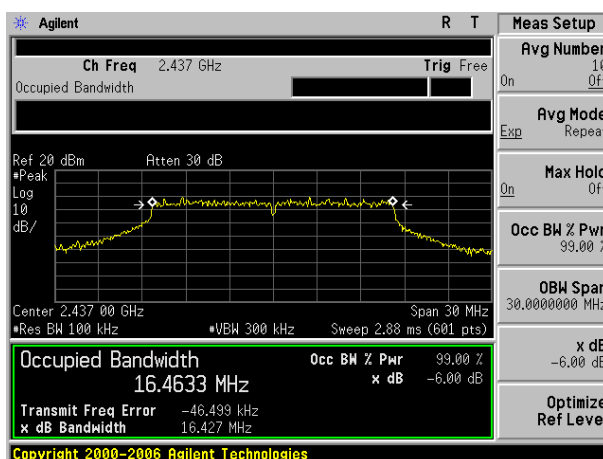 Agilent R T
Meas Setup
Ch Freq 2.437 GHz Trig Free
Occupied Bandwidth
Avg Number
10
On Off
Avg Mode
Exp Repeat
Max Hold
On Off
Occ BW % Pwr
99.00 %
OBW Span
30.0000000 MHz
x dB
-6.00 dB
Optimize
Ref Level
Ref 20 dBm Atten 30 dB
#Peak
Log
10
dB/
Center 2.437 00 GHz Span 30 MHz
#Res BW 100 kHz #VBW 300 kHz Sweep 2.88 ms (601 pts)
Occupied Bandwidth Occ BW % Pwr 99.00 %
16.4633 MHz x dB -6.00 dB
Transmit Freq Error -46.499 kHz
x dB Bandwidth 16.427 MHz
Copyright 2000-2006 Agilent Technologies